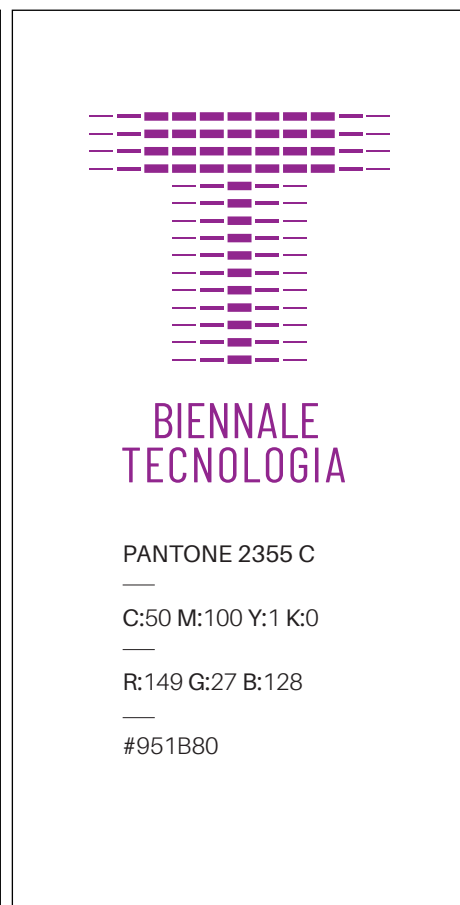 BIENNALE
TECNOLOGIA
PANTONE 2355 C
C:50 M:100 Y:1 K:0
R:149 G:27 B:128
#951B80